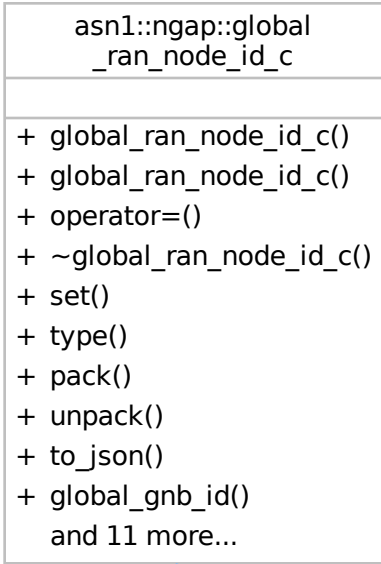 asn1::ngap::global
_ran_node_id_c
+ global_ran_node_id_c()
+ global_ran_node_id_c()
+ operator=()
+ ~global_ran_node_id_c()
+ set()
+ type()
+ pack()
+ unpack()
+ to_json()
+ global_gnb_id()
and 11 more...